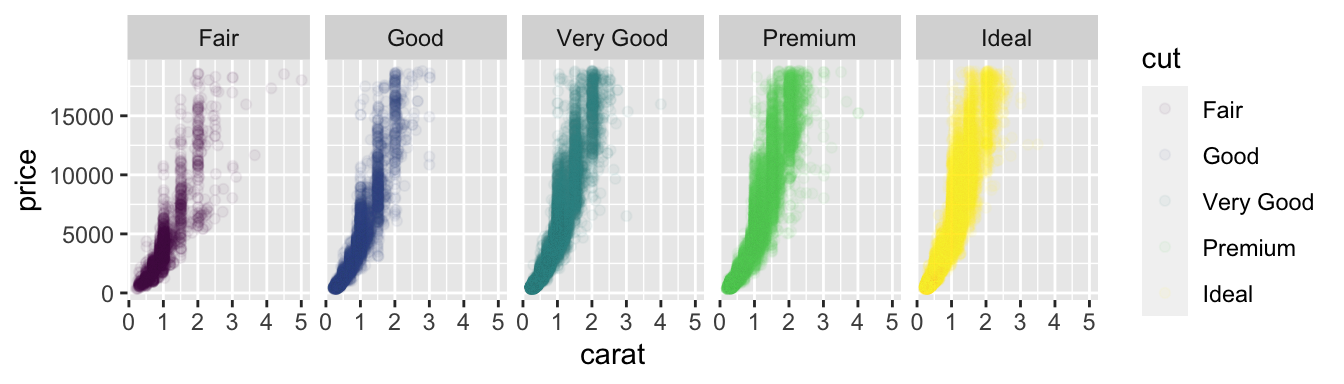 Fair Good Very Good Premium Ideal
price
15000
10000
5000
0
0 1 2 3 4 5 0 1 2 3 4 5 0 1 2 3 4 5 0 1 2 3 4 5 0 1 2 3 4 5
carat
cut
Fair
Good
Very Good
Premium
Ideal